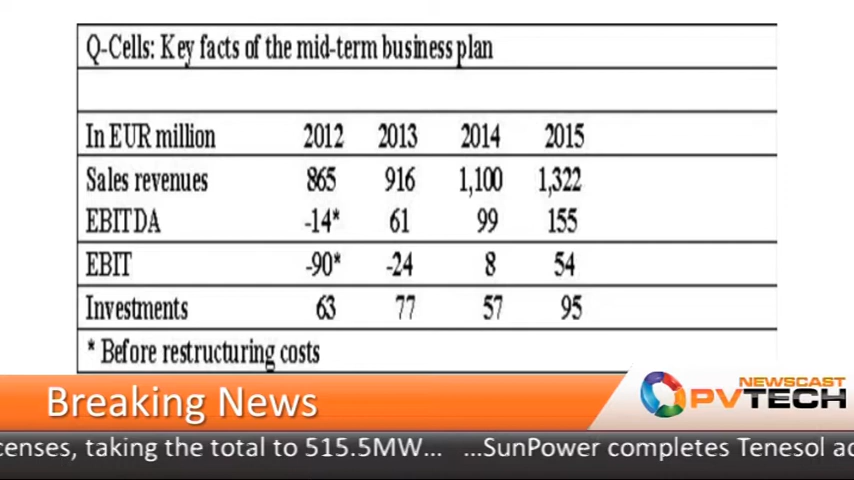 Q-Cells: Key facts of the mid-term business plan
In EUR million 2012 2013 2014 2015
Sales revenues 865 916 1,100 1,322
EBITDA -14* 61 99 155
EBIT -90* -24 8 54
Investments 63 77 57 95
* Before restructuring costs
Breaking News
NEWSCAST
PVTECH
censes, taking the total to 515.5MW... ...SunPower completes Tenesol ac